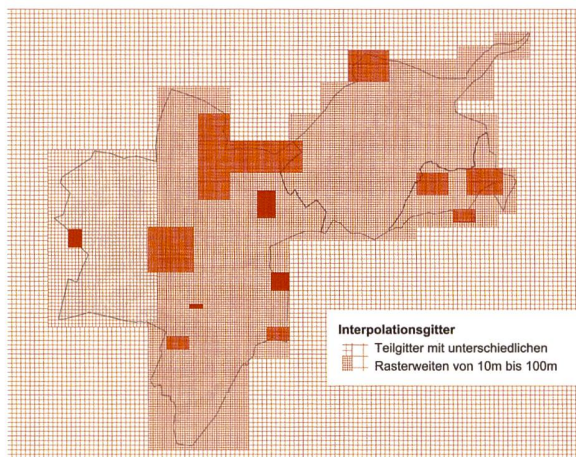 Interpolationsgitter
Teilgitter mit unterschiedlichen
Rasterweiten von 10m bis 100m